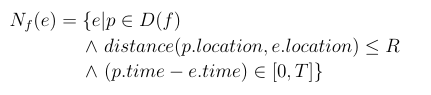 N_f(e) = {e|p ∈ D(f)
∧ distance(p.location, e.location) ≤ R
∧ (p.time − e.time) ∈ [0, T]}